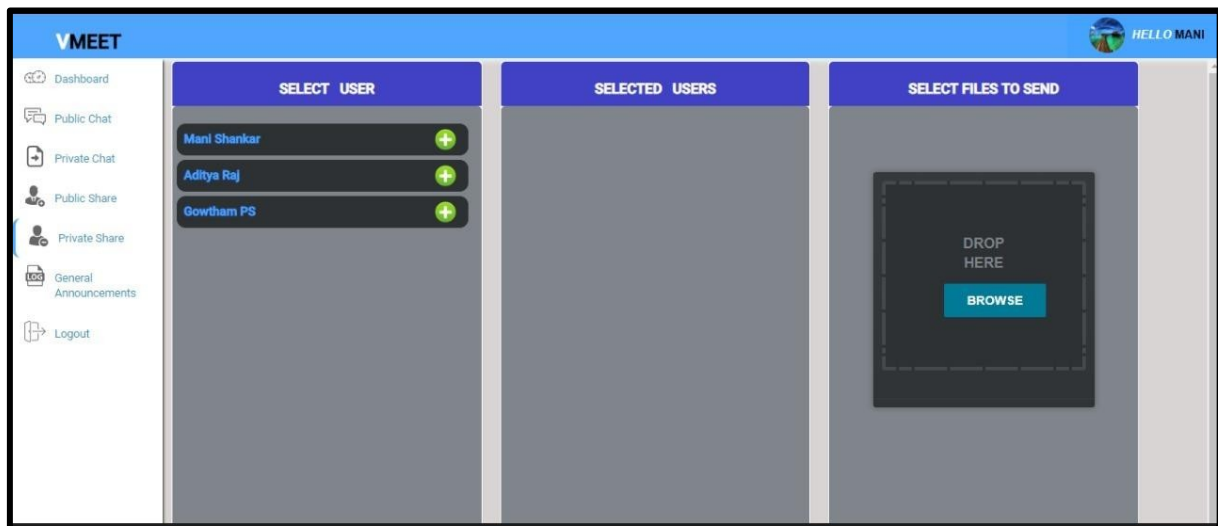 VMEET
HELLO MANI
Dashboard
Public Chat
Private Chat
Public Share
Private Share
LOG
General
Announcements
Logout
SELECT USER
Mani Shankar
Aditya Raj
Gowtham PS
SELECTED USERS
SELECT FILES TO SEND
DROP
HERE
BROWSE